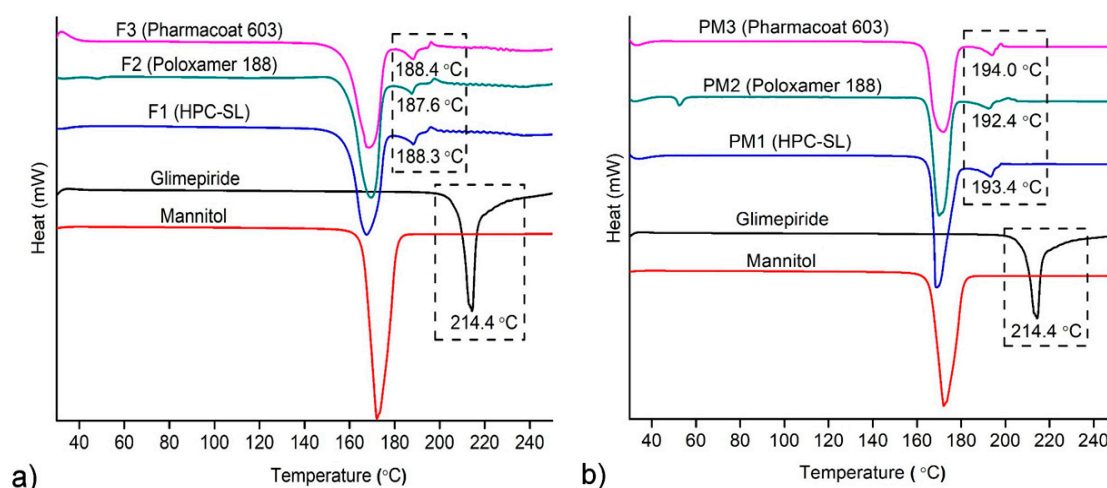 F3 (Pharmacoat 603)
188.4 °C
F2 (Poloxamer 188)
187.6 °C
F1 (HPC-SL)
188.3 °C
Glimepiride
Mannitol
214.4 °C
Heat (mW)
40 60 80 100 120 140 160 180 200 220 240
Temperature (°C)
a)
PM3 (Pharmacoat 603)
194.0 °C
PM2 (Poloxamer 188)
192.4 °C
PM1 (HPC-SL)
193.4 °C
Glimepiride
Mannitol
214.4 °C
Heat (mW)
40 60 80 100 120 140 160 180 200 220 240
Temperature (°C)
b)